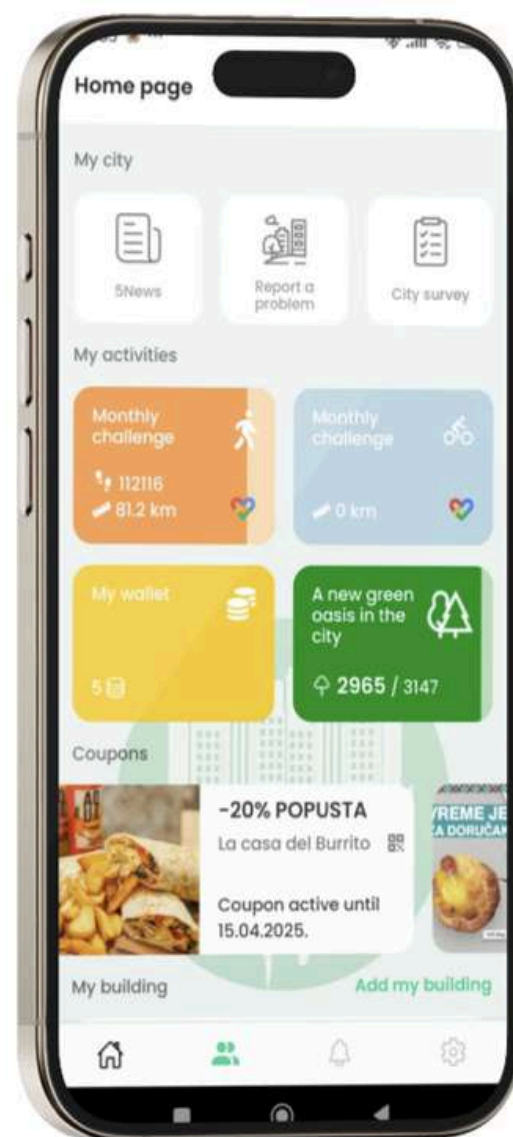 Home page
My city
5News
Report a
problem
City survey
My activities
Monthly
challenge
112116
81.2 km
Monthly
challenge
0 km
My wallet
5
A new green
oasis in the
city
2965 / 3147
Coupons
-20% POPUSTA
La casa del Burrito
Coupon active until
15.04.2025.
VREME JE
ZA DORUČAK
My building
Add my building